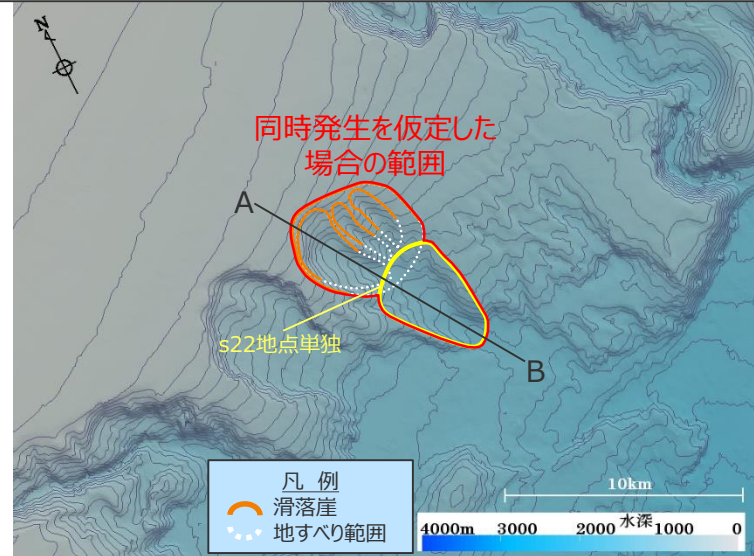 N
同時発生を仮定した
場合の範囲
A
s22地点単独
B
凡 例
滑落崖
地すべり範囲
10km
4000m 3000 2000 水深 1000 0